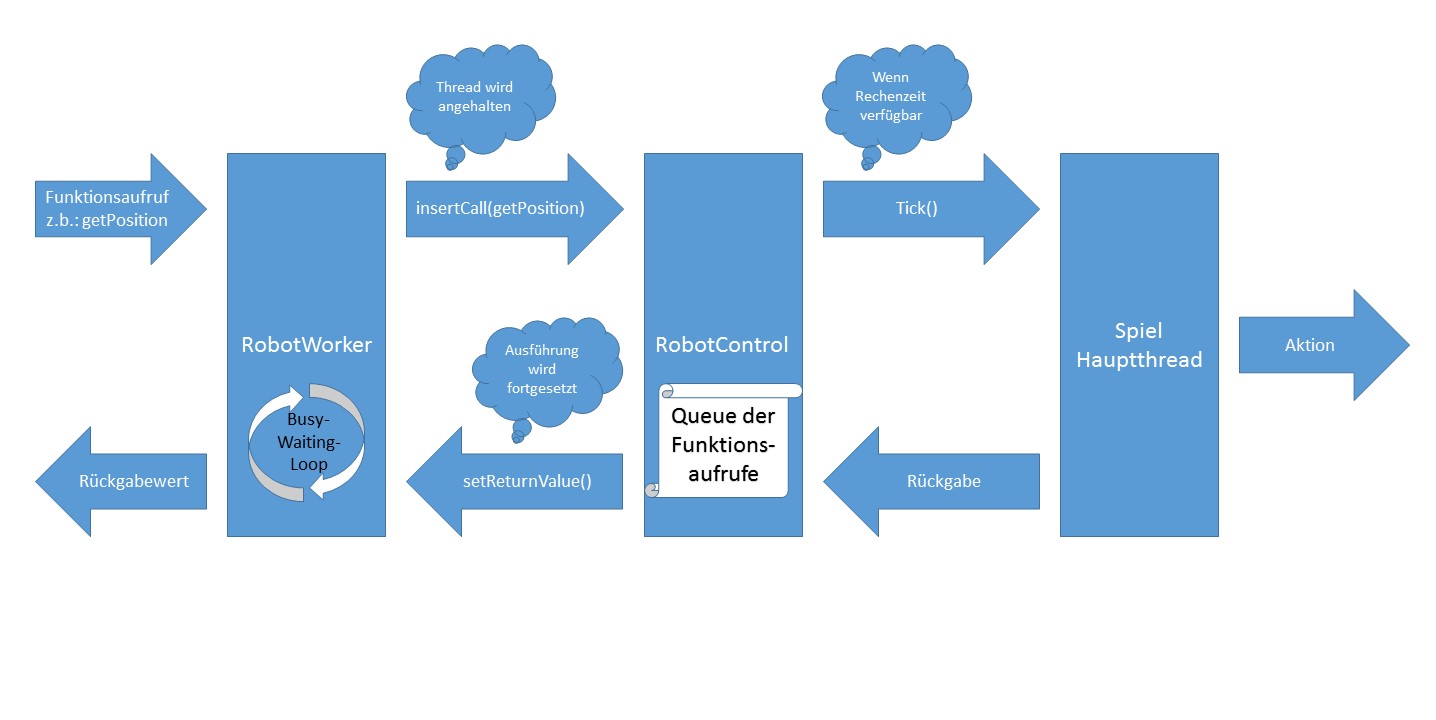 Thread wird
angehalten
Wenn
Rechenzeit
verfügbar
Funktionsaufruf
z.b.: getPosition
insertCall(getPosition)
Tick()
RobotWorker
Ausführung
wird
fortgesetzt
RobotControl
Spiel
Hauptthread
Aktion
Busy-
Waiting-
Loop
Queue der
Funktions-
aufrufe
Rückgabewert
setReturnValue()
Rückgabe